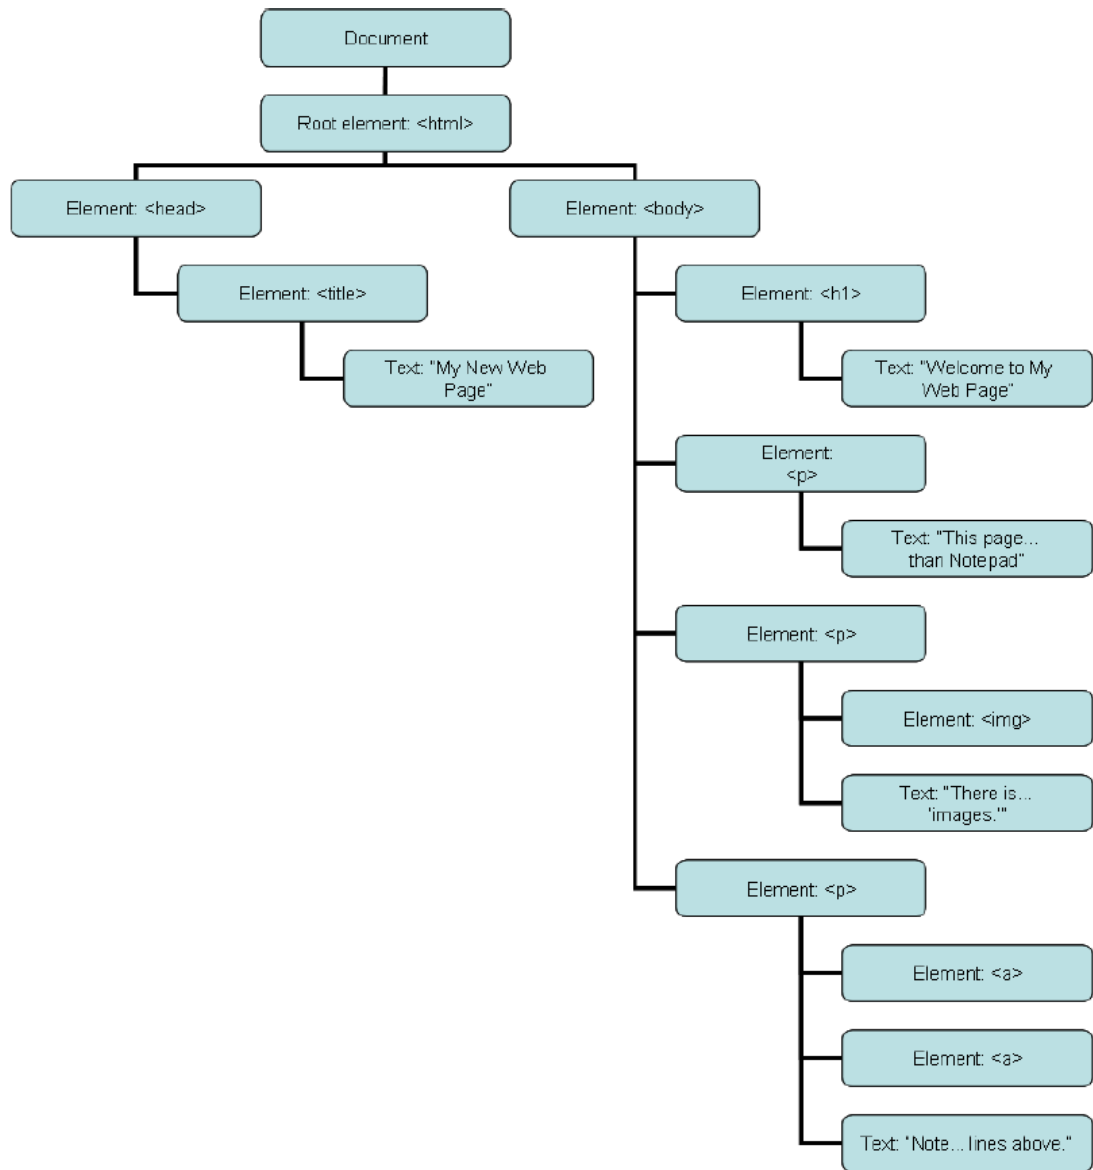 Document
Root element: <html>
Element: <head>
Element: <body>
Element: <title>
Element: <h1>
Text: "My New Web
Page"
Text: "Welcome to My
Web Page"
Element:
<p>
Text: "This page...
than Notepad"
Element: <p>
Element: <img>
Text: "There is...
'images.'"
Element: <p>
Element: <a>
Element: <a>
Text: "Note... lines above."